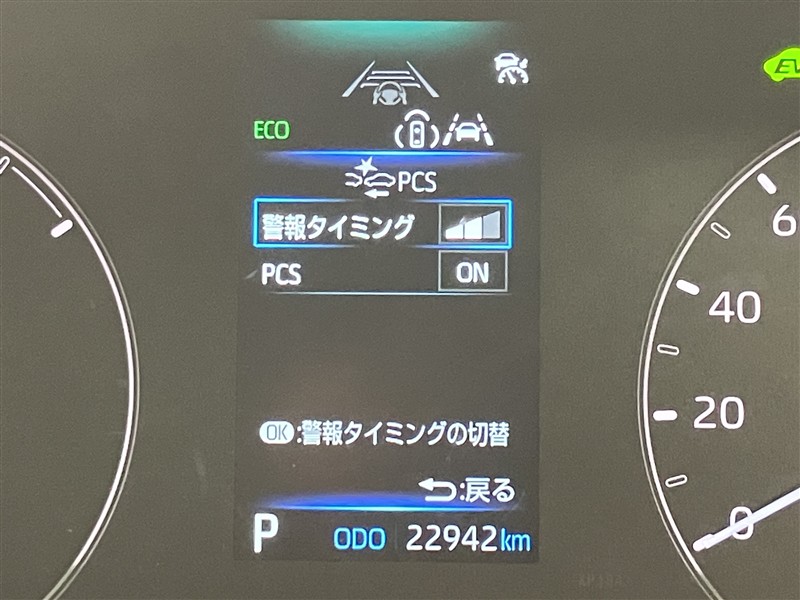 EV
ECO
PCS
警報タイミング
PCS ON
60
40
20
0
OK:警報タイミングの切替
戻る
P ODO 22942km